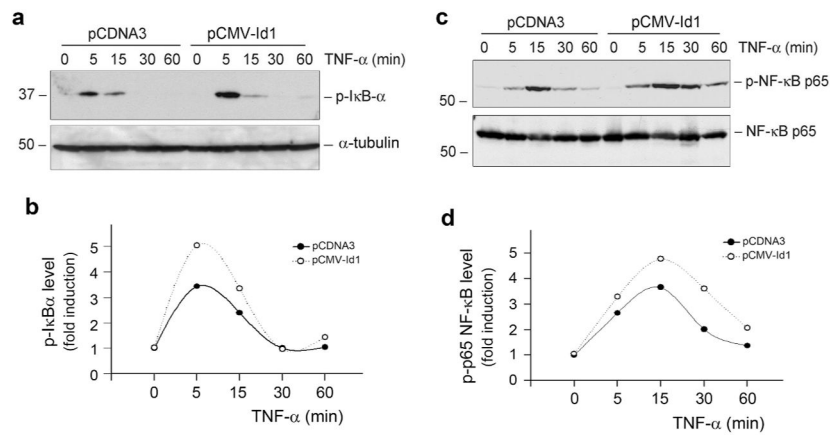 a
pCDNA3 pCMV-Id1
0 5 15 30 60 0 5 15 30 60 TNF-α (min)
37 – – p-IκB-α
50 – – α-tubulin
b
p-IκBα level
(fold induction)
5
4
3
2
1
0
pCDNA3
pCMV-Id1
0 5 15 30 60
TNF-α (min)
c
pCDNA3 pCMV-Id1
0 5 15 30 60 0 5 15 30 60 TNF-α (min)
– p-NF-κB p65
50 –
– NF-κB p65
50 –
d
p-p65 NF-κB level
(fold induction)
5
4
3
2
1
0
pCDNA3
pCMV-Id1
0 5 15 30 60
TNF-α (min)